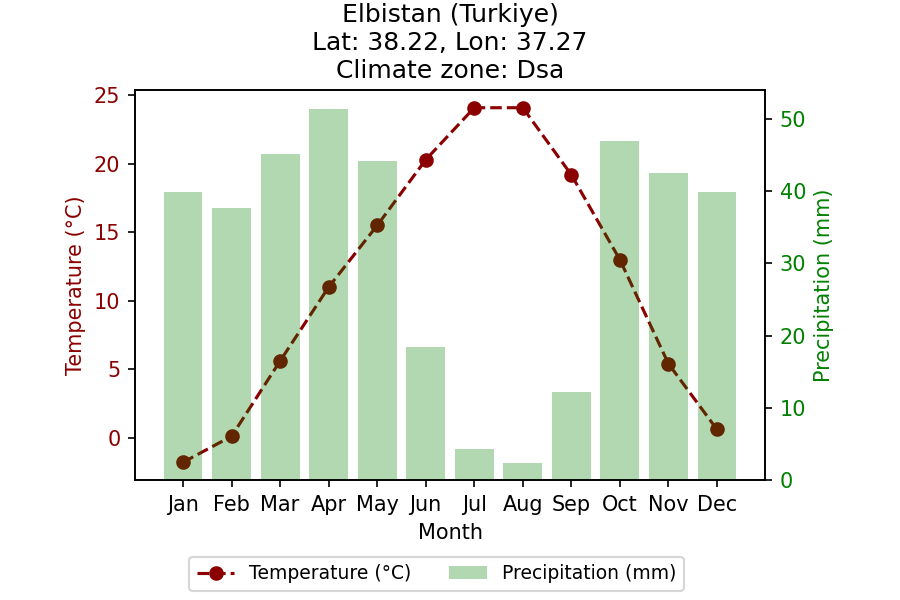 Elbistan (Turkiye)
Lat: 38.22, Lon: 37.27
Climate zone: Dsa
Temperature (°C)
25
20
15
10
5
0
Precipitation (mm)
50
40
30
20
10
0
Jan Feb Mar Apr May Jun Jul Aug Sep Oct Nov Dec
Month
Temperature (°C) Precipitation (mm)